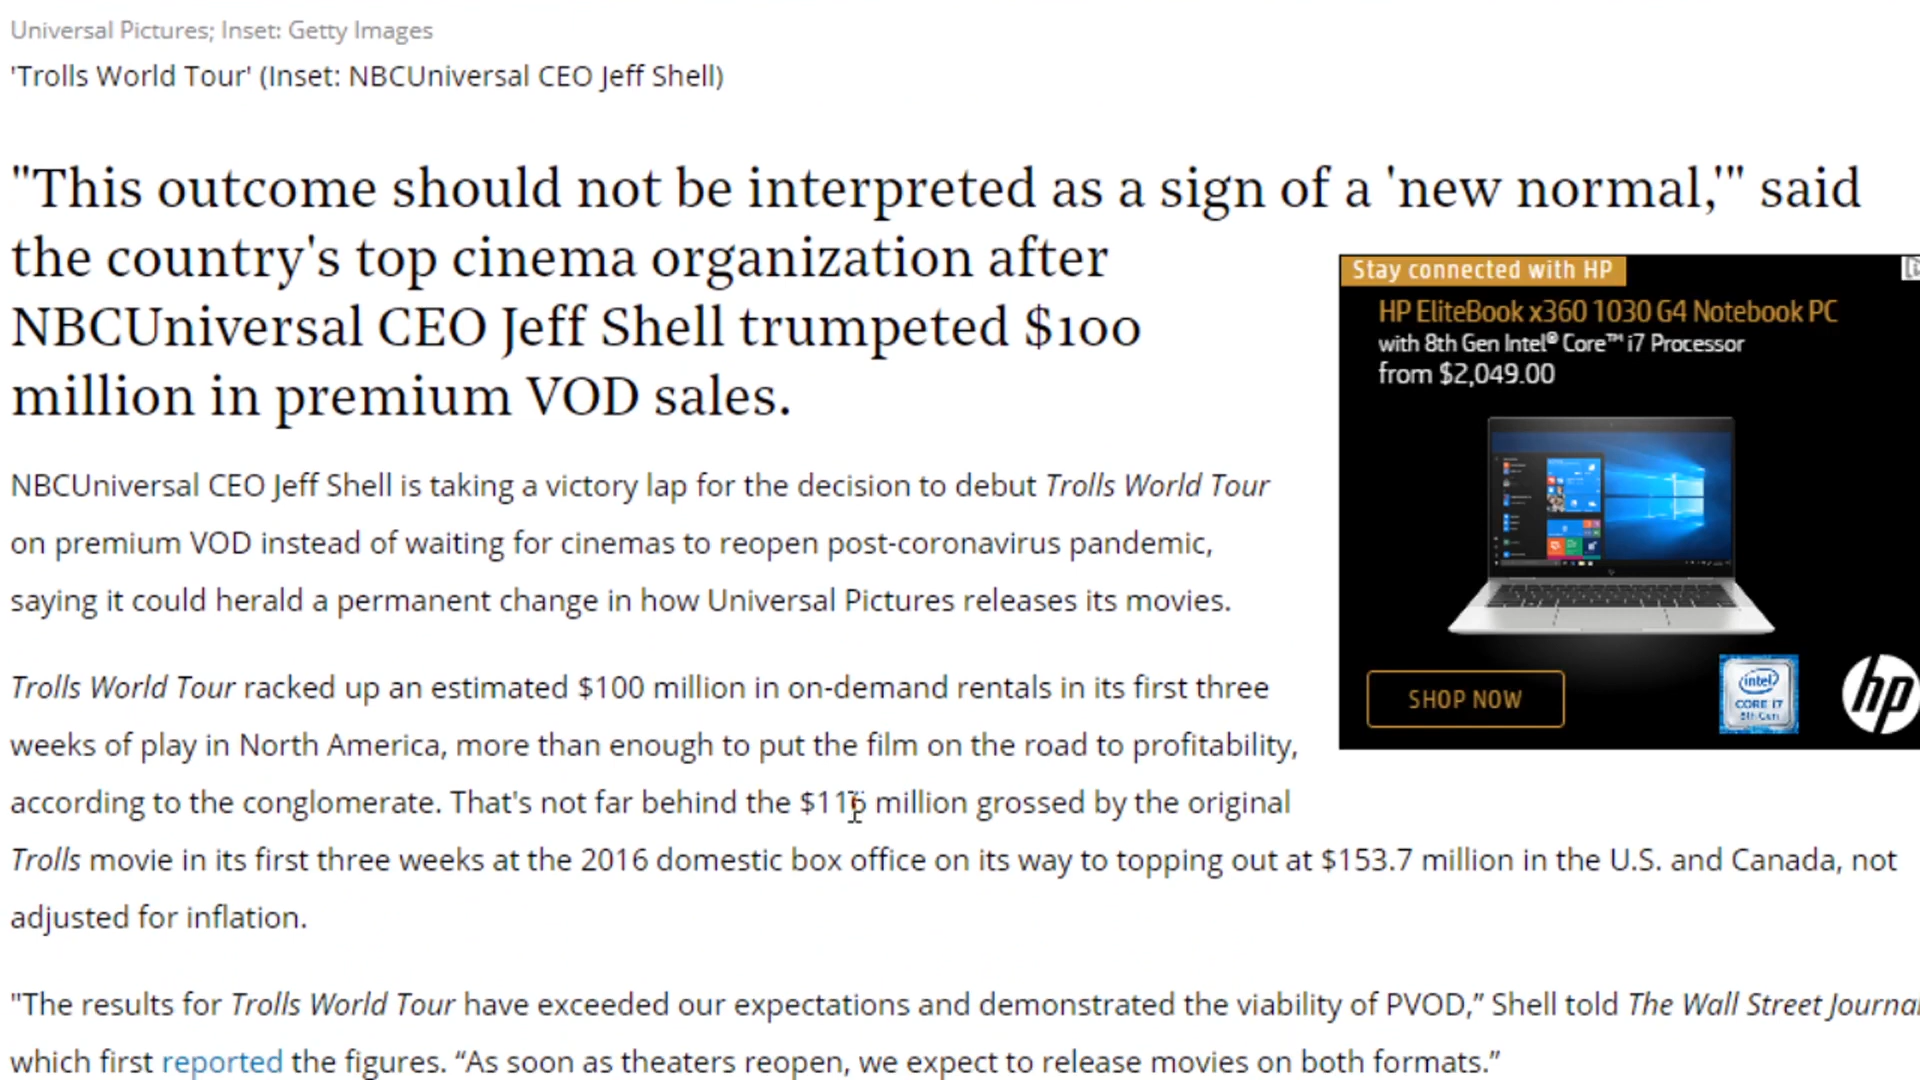 Universal Pictures; Inset: Getty Images
'Trolls World Tour' (Inset: NBCUniversal CEO Jeff Shell)
"This outcome should not be interpreted as a sign of a 'new normal,'" said
the country's top cinema organization after
NBCUniversal CEO Jeff Shell trumpeted $100
million in premium VOD sales.
Stay connected with HP
HP EliteBook x360 1030 G4 Notebook PC
with 8th Gen Intel® Core™ i7 Processor
from $2,049.00
SHOP NOW
intel
CORE i7
8th Gen
hp
NBCUniversal CEO Jeff Shell is taking a victory lap for the decision to debut Trolls World Tour
on premium VOD instead of waiting for cinemas to reopen post-coronavirus pandemic,
saying it could herald a permanent change in how Universal Pictures releases its movies.
Trolls World Tour racked up an estimated $100 million in on-demand rentals in its first three
weeks of play in North America, more than enough to put the film on the road to profitability,
according to the conglomerate. That's not far behind the $116 million grossed by the original
Trolls movie in its first three weeks at the 2016 domestic box office on its way to topping out at $153.7 million in the U.S. and Canada, not
adjusted for inflation.
"The results for Trolls World Tour have exceeded our expectations and demonstrated the viability of PVOD,” Shell told The Wall Street Journal
which first reported the figures. “As soon as theaters reopen, we expect to release movies on both formats.”